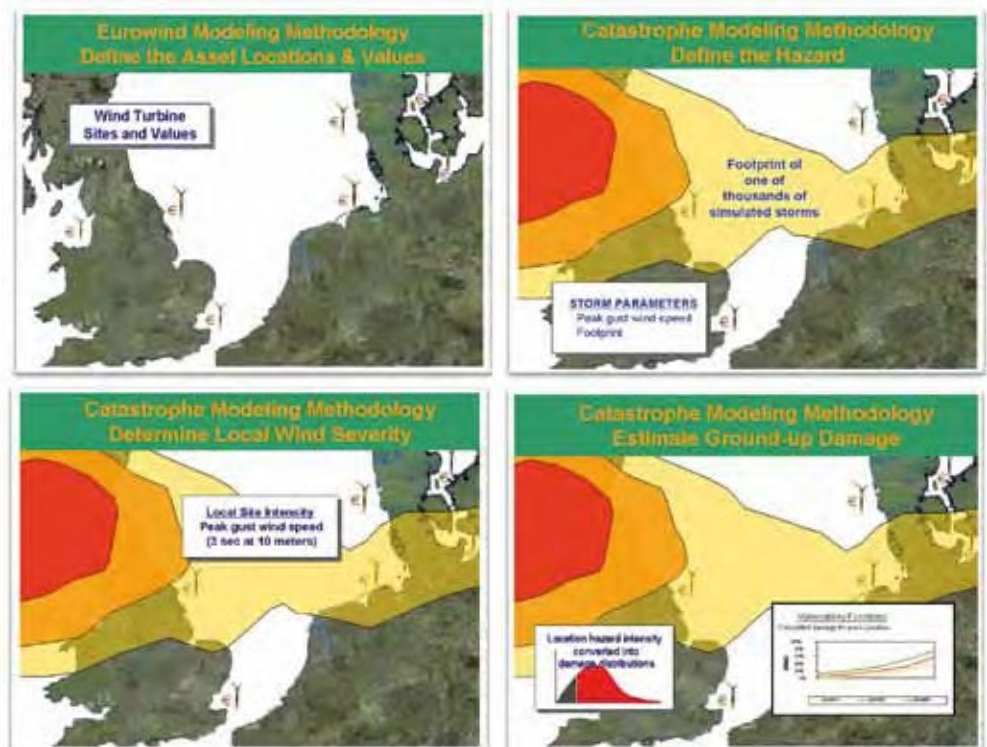 Eurowind Modeling Methodology
Define the Asset Locations & Values
Wind Turbine
Sites and Values
Catastrophe Modeling Methodology
Define the Hazard
Footprint of
one of
thousands of
simulated storms
STORM PARAMETERS
Peak gust wind speed
Footprint
Catastrophe Modeling Methodology
Determine Local Wind Severity
Local Site Intensity
Peak gust wind speed
(3 sec at 10 meters)
Catastrophe Modeling Methodology
Estimate Ground-up Damage
Location hazard intensity
converted into
damage distributions
Vulnerability Functions